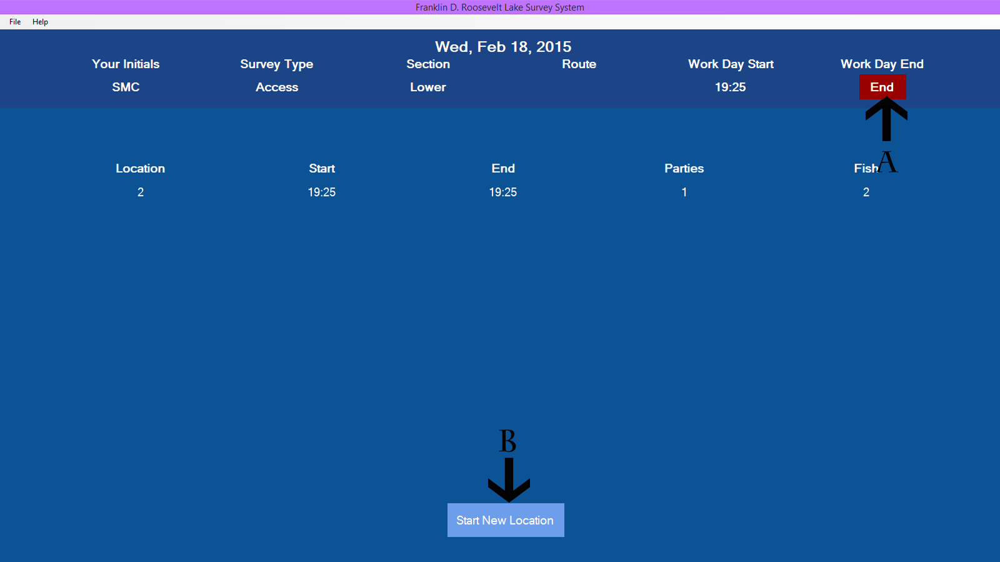 Franklin D. Roosevelt Lake Survey System
File Help
Wed, Feb 18, 2015
Your Initials Survey Type Section Route Work Day Start Work Day End
SMC Access Lower 19:25 End
A
Location Start End Parties Fish
2 19:25 19:25 1 2
B
Start New Location